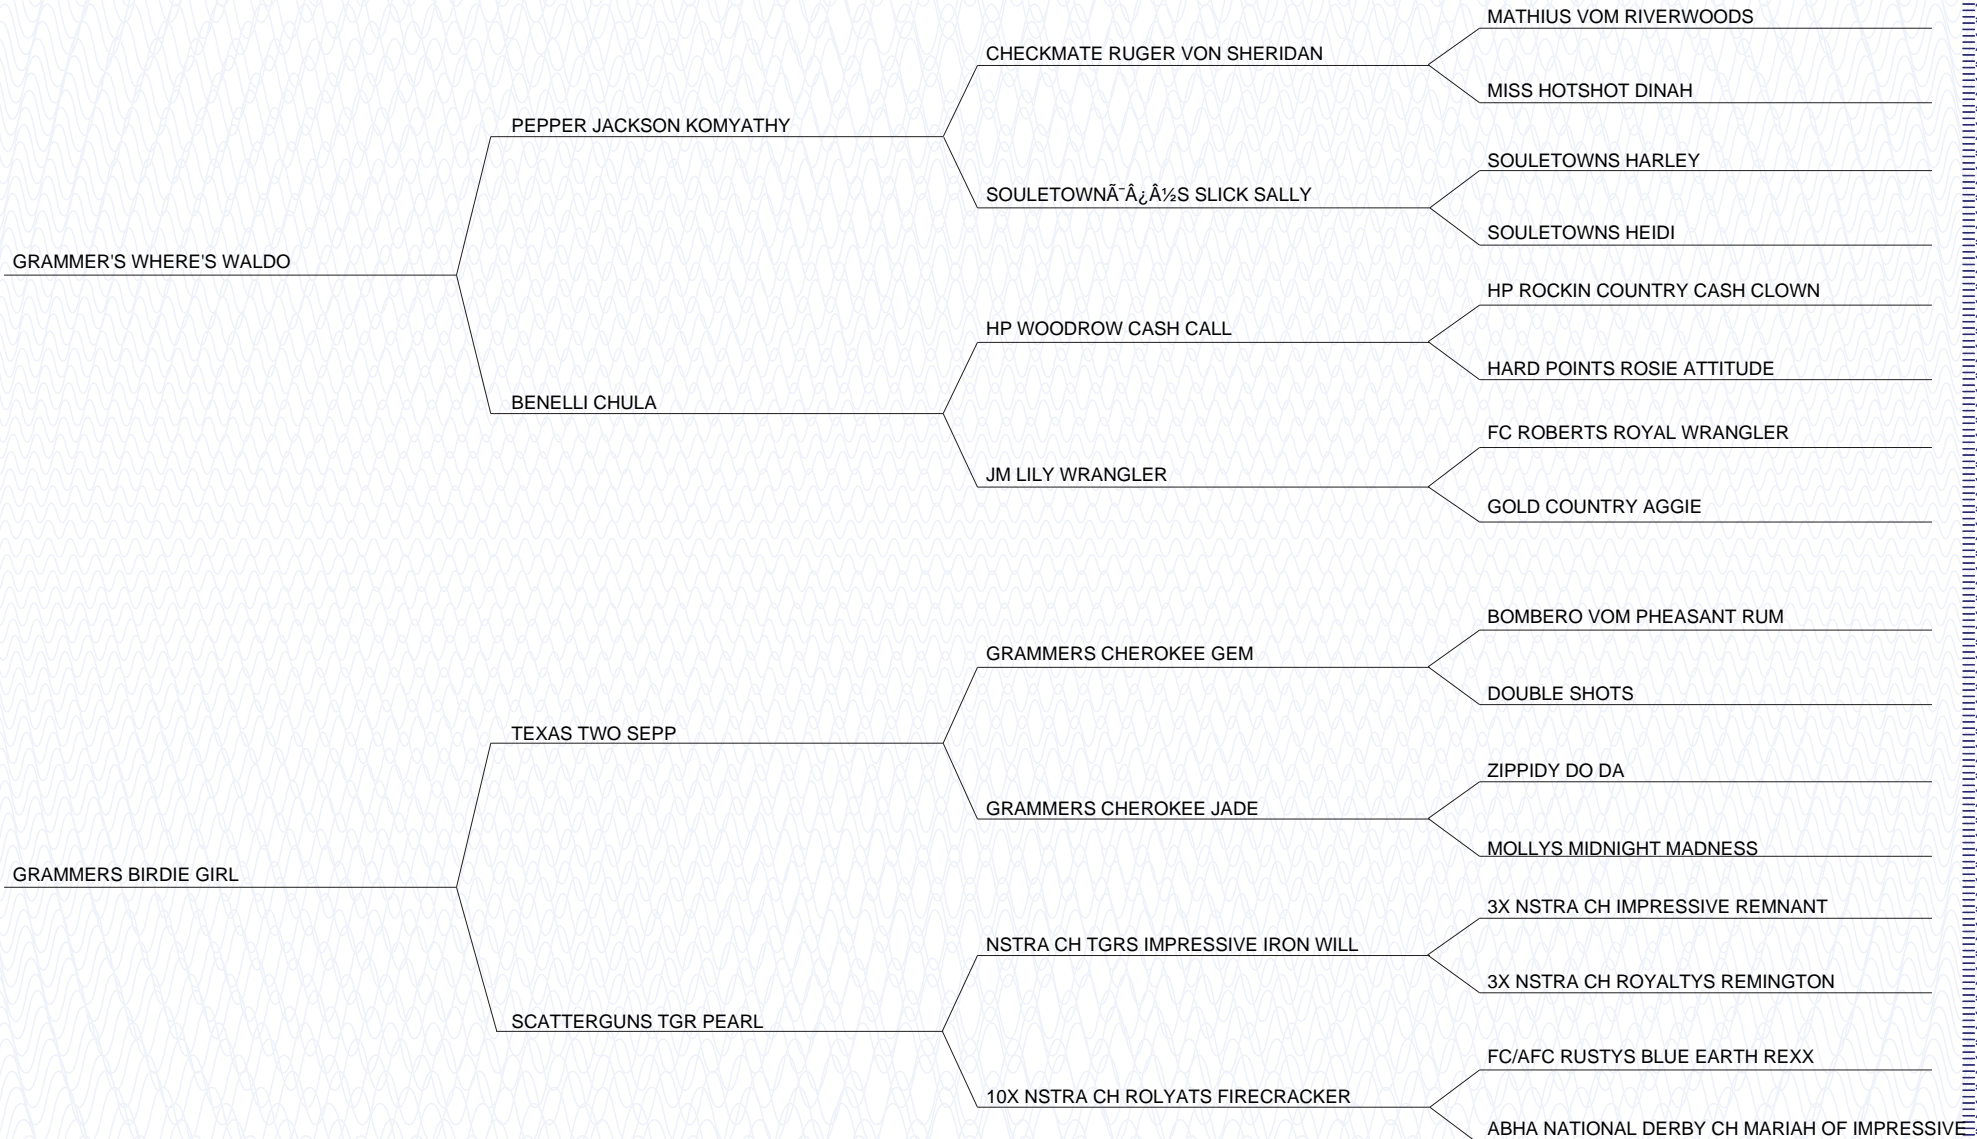 MATHIUS VOM RIVERWOODS
CHECKMATE RUGER VON SHERIDAN
MISS HOTSHOT DINAH
PEPPER JACKSON KOMYATHY
SOULETOWNS HARLEY
SOULETOWNÃ¯Â¿Â½S SLICK SALLY
SOULETOWNS HEIDI
GRAMMER'S WHERE'S WALDO
HP ROCKIN COUNTRY CASH CLOWN
HP WOODROW CASH CALL
HARD POINTS ROSIE ATTITUDE
BENELLI CHULA
FC ROBERTS ROYAL WRANGLER
JM LILY WRANGLER
GOLD COUNTRY AGGIE
BOMBERO VOM PHEASANT RUM
GRAMMERS CHEROKEE GEM
DOUBLE SHOTS
TEXAS TWO SEPP
ZIPPIDY DO DA
GRAMMERS CHEROKEE JADE
MOLLYS MIDNIGHT MADNESS
GRAMMERS BIRDIE GIRL
3X NSTRA CH IMPRESSIVE REMNANT
NSTRA CH TGRS IMPRESSIVE IRON WILL
3X NSTRA CH ROYALTYS REMINGTON
SCATTERGUNS TGR PEARL
FC/AFC RUSTYS BLUE EARTH REXX
10X NSTRA CH ROLYATS FIRECRACKER
ABHA NATIONAL DERBY CH MARIAH OF IMPRESSIVE